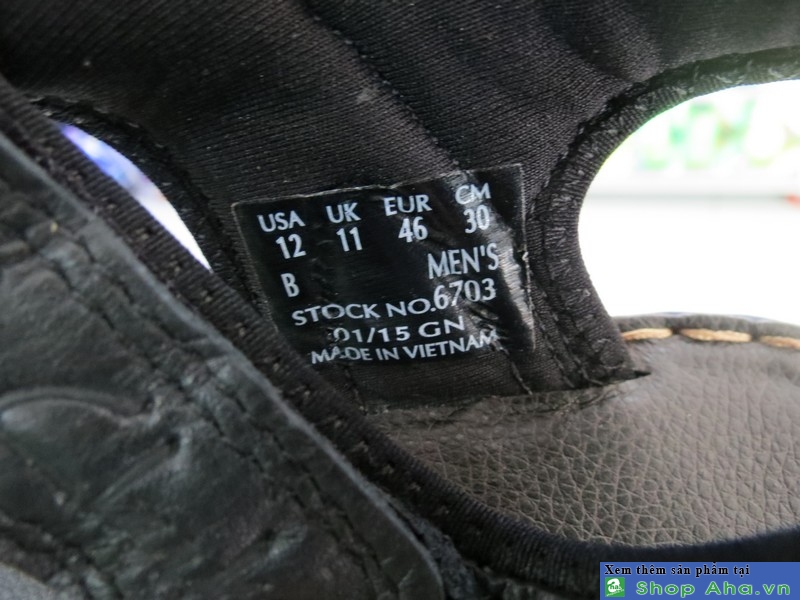 USA UK EUR CM
12 11 46 30
B MEN'S
STOCK NO.6703
01/15 GN
MADE IN VIETNAM
Xem thêm sản phẩm tại
Shop Aha.vn